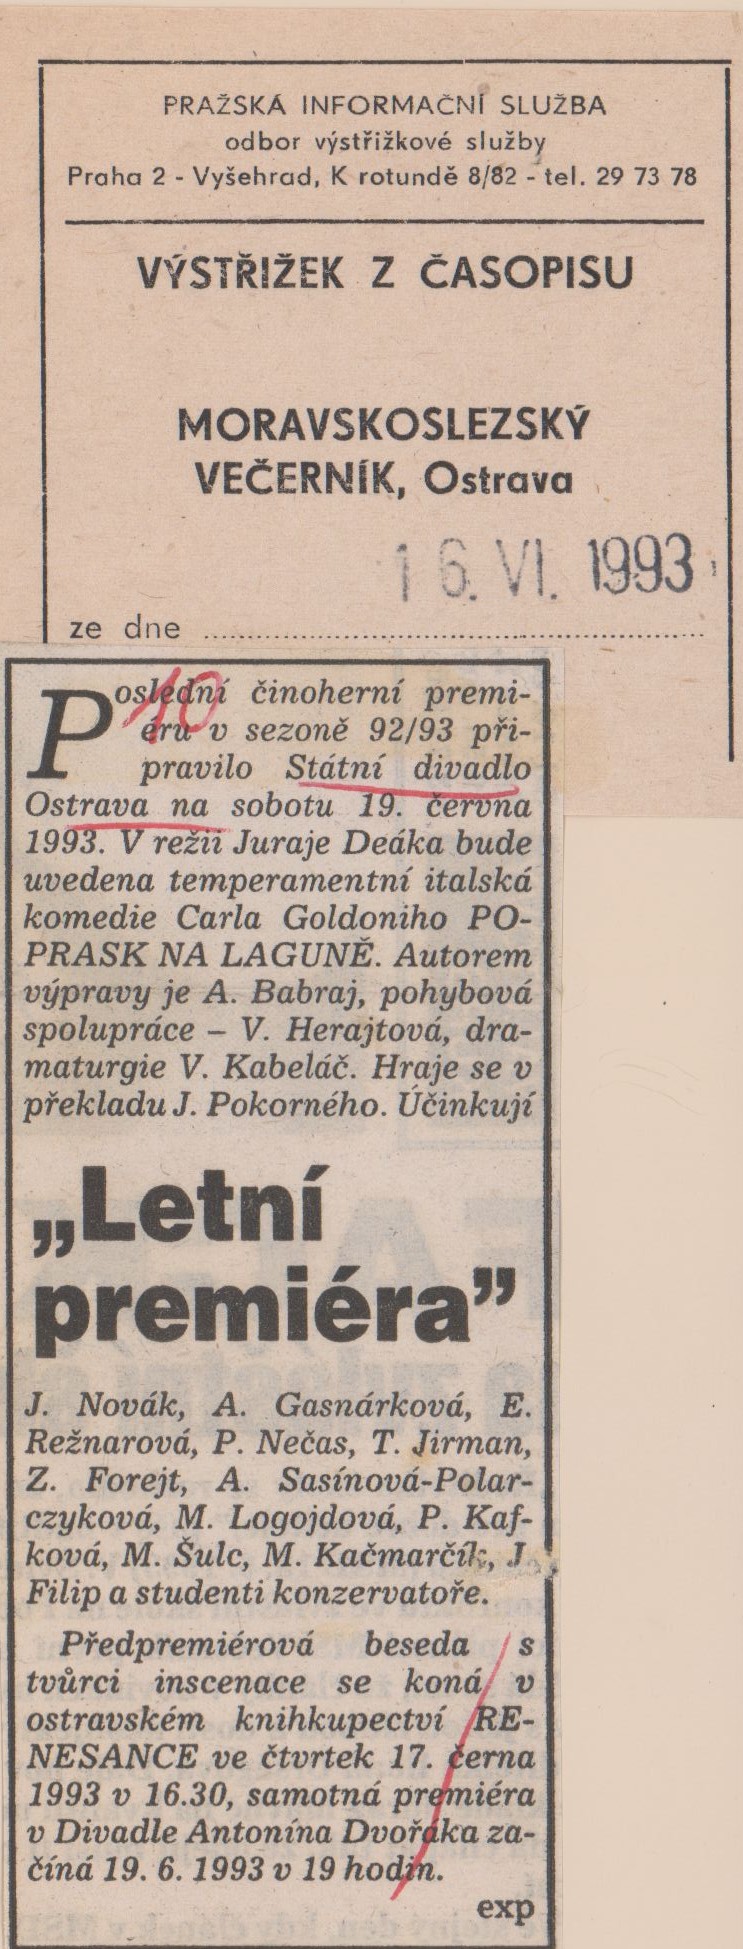 PRAŽSKÁ INFORMAČNÍ SLUŽBA
odbor výstřižkové služby
Praha 2 - Vyšehrad, K rotundě 8/82 - tel. 29 73 78
VÝSTŘIŽEK Z ČASOPISU
MORAVSKOSLEZSKÝ
VEČERNÍK, Ostrava
16. VI. 1993
ze dne
10
Poslední činoherní premi-
éru v sezoně 92/93 při-
pravilo Státní divadlo
Ostrava na sobotu 19. června
1993. V režii Juraje Deáka bude
uvedena temperamentní italská
komedie Carla Goldoniho PO-
PRASK NA LAGUNĚ. Autorem
výpravy je A. Babraj, pohybová
spolupráce – V. Herajtová, dra-
maturgie V. Kabeláč. Hraje se v
překladu J. Pokorného. Účinkují
„Letní
premiéra”
J. Novák, A. Gasnárková, E.
Režnarová, P. Nečas, T. Jirman,
Z. Forejt, A. Sasínová-Polar-
czyková, M. Logojdová, P. Kaf-
ková, M. Šulc, M. Kačmarčík, J.
Filip a studenti konzervatoře.
Předpremiérová beseda s
tvůrci inscenace se koná v
ostravském knihkupectví RE-
NESANCE ve čtvrtek 17. černa
1993 v 16.30, samotná premiéra
v Divadle Antonína Dvořáka za-
číná 19. 6. 1993 v 19 hodin.
exp